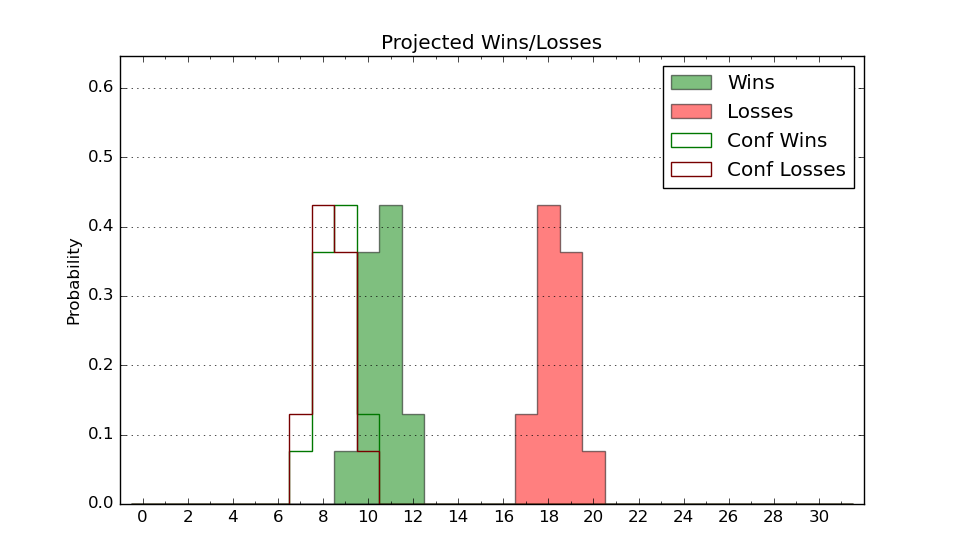 Projected Wins/Losses
Wins
Losses
Conf Wins
Conf Losses
Probability
0.6
0.5
0.4
0.3
0.2
0.1
0.0
0 2 4 6 8 10 12 14 16 18 20 22 24 26 28 30